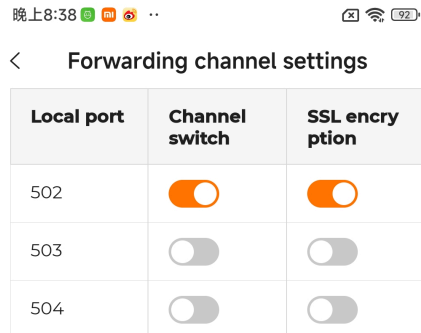 晚上8:38 92
Forwarding channel settings
Local port Channel switch SSL encry ption
502
503
504